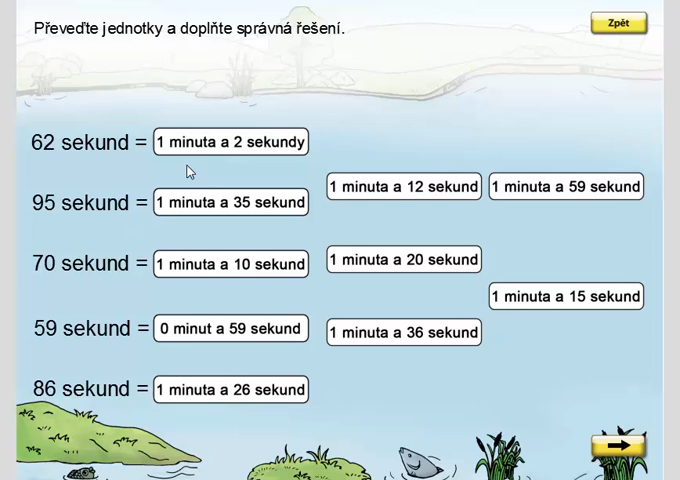 Převeďte jednotky a doplňte správná řešení.
Zpět
62 sekund = 1 minuta a 2 sekundy
95 sekund = 1 minuta a 35 sekund
70 sekund = 1 minuta a 10 sekund
59 sekund = 0 minut a 59 sekund
86 sekund = 1 minuta a 26 sekund
1 minuta a 12 sekund
1 minuta a 59 sekund
1 minuta a 20 sekund
1 minuta a 15 sekund
1 minuta a 36 sekund